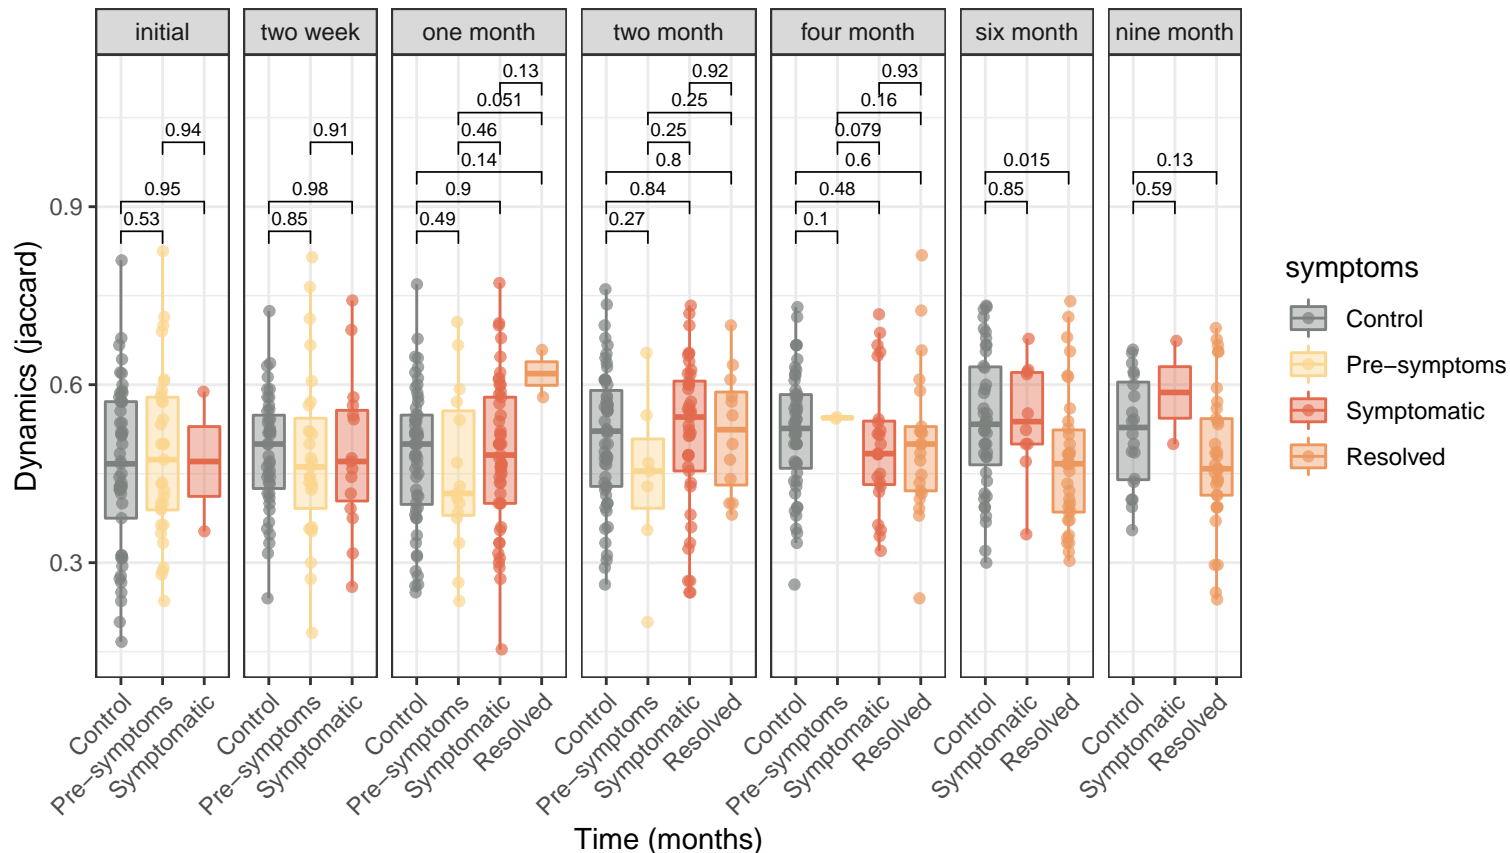 initial
two week
one month
two month
four month
six month
nine month
0.94
0.95
0.53
0.91
0.98
0.85
0.13
0.051
0.46
0.14
0.9
0.49
0.92
0.25
0.25
0.8
0.84
0.27
0.93
0.16
0.079
0.6
0.48
0.1
0.015
0.85
0.13
0.59
Dynamics (jaccard)
0.9
0.6
0.3
Control
Pre−symptoms
Symptomatic
Control
Pre−symptoms
Symptomatic
Control
Pre−symptoms
Symptomatic
Resolved
Control
Pre−symptoms
Symptomatic
Resolved
Control
Pre−symptoms
Symptomatic
Resolved
Control
Symptomatic
Resolved
Control
Symptomatic
Resolved
Time (months)
symptoms
Control
Pre−symptoms
Symptomatic
Resolved